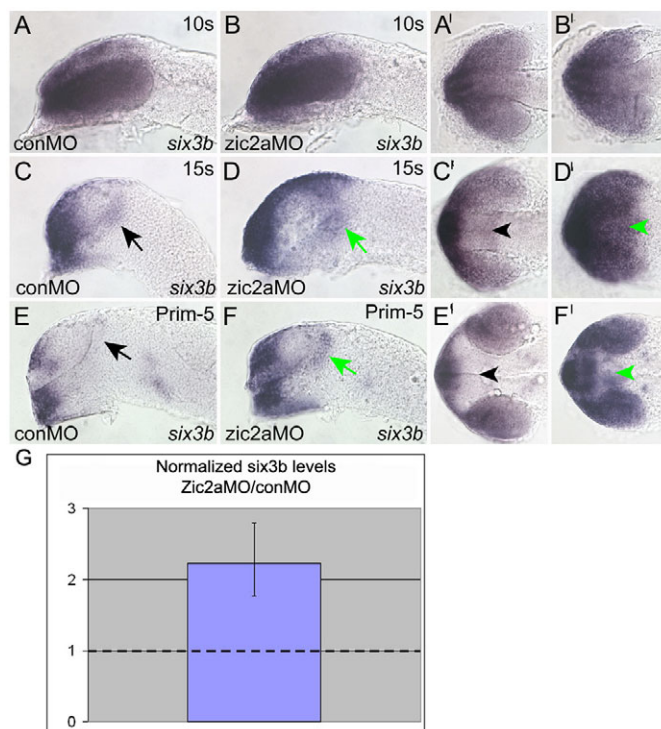 A 10s B 10s A' B'
conMO six3b zic2aMO six3b
C 15s D 15s C' D'
conMO six3b zic2aMO six3b
E Prim-5 F Prim-5 E' F'
conMO six3b zic2aMO six3b
G
Normalized six3b levels
Zic2aMO/conMO
3
2
1
0